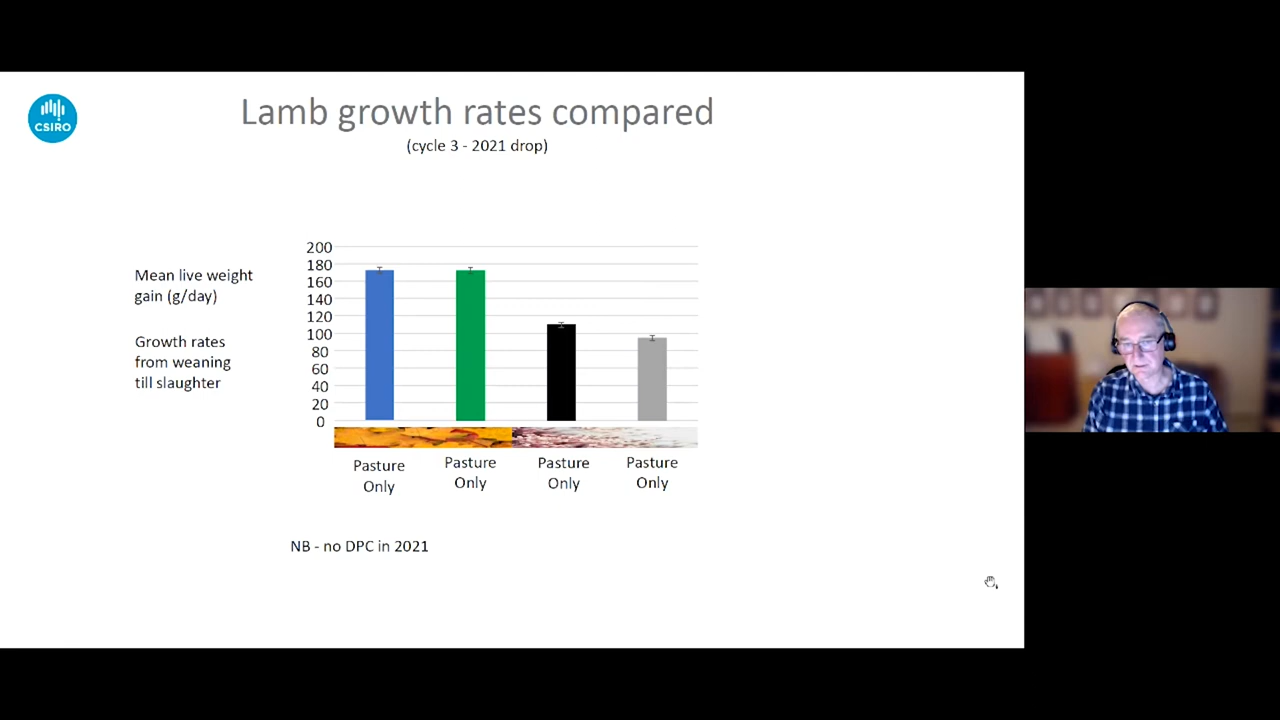 CSIRO
Lamb growth rates compared
(cycle 3 - 2021 drop)
Mean live weight
gain (g/day)
Growth rates
from weaning
till slaughter
200
180
160
140
120
100
80
60
40
20
0
Pasture
Only
Pasture
Only
Pasture
Only
Pasture
Only
NB - no DPC in 2021